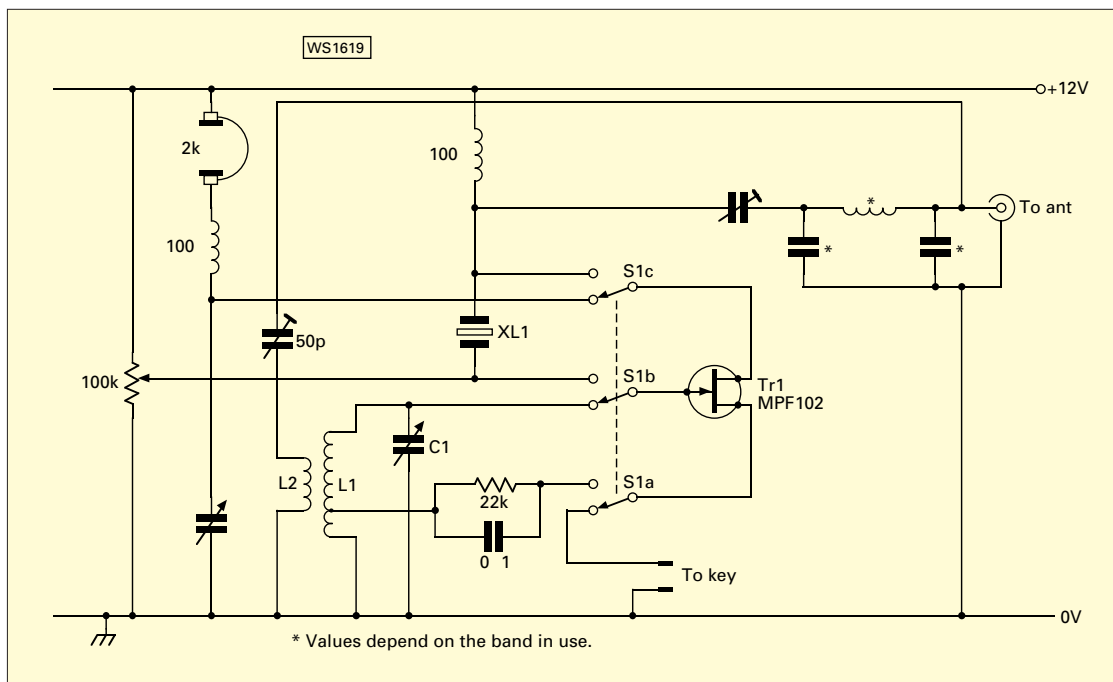 WS1619
+12V
2k
100
*
To ant
100
*
*
S1c
XL1
50p
100k
S1b
Tr1
MPF102
C1
L2
L1
S1a
22k
0 1
To key
0V
* Values depend on the band in use.